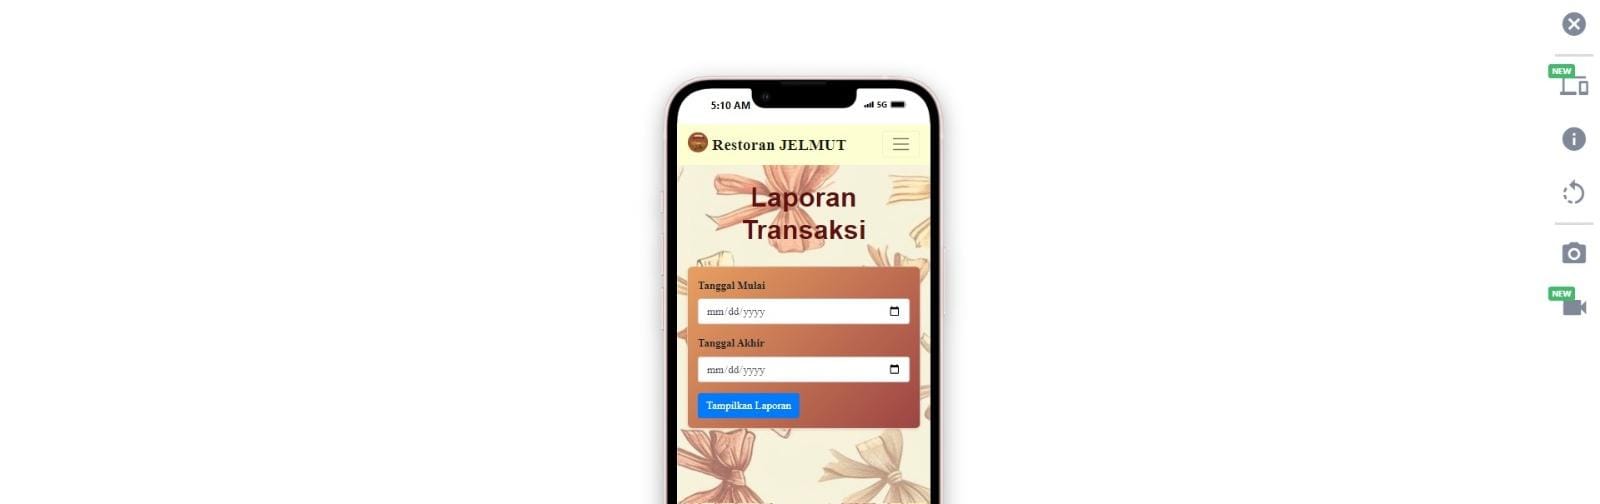 NEW
5:10 AM
5G
Restoran JELMUT
Laporan
Transaksi
Tanggal Mulai
mm/dd/yyyy
Tanggal Akhir
mm/dd/yyyy
Tampilkan Laporan
NEW